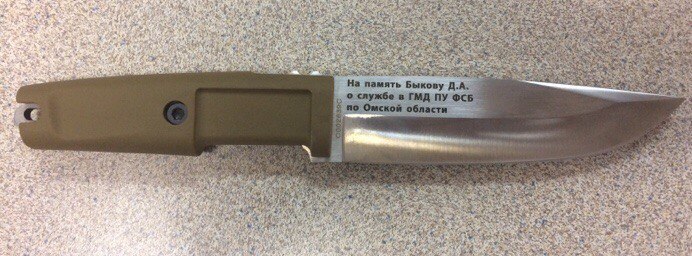 На память Быкову Д.А.
о службе в ГМД ПУ ФСБ
по Омской области